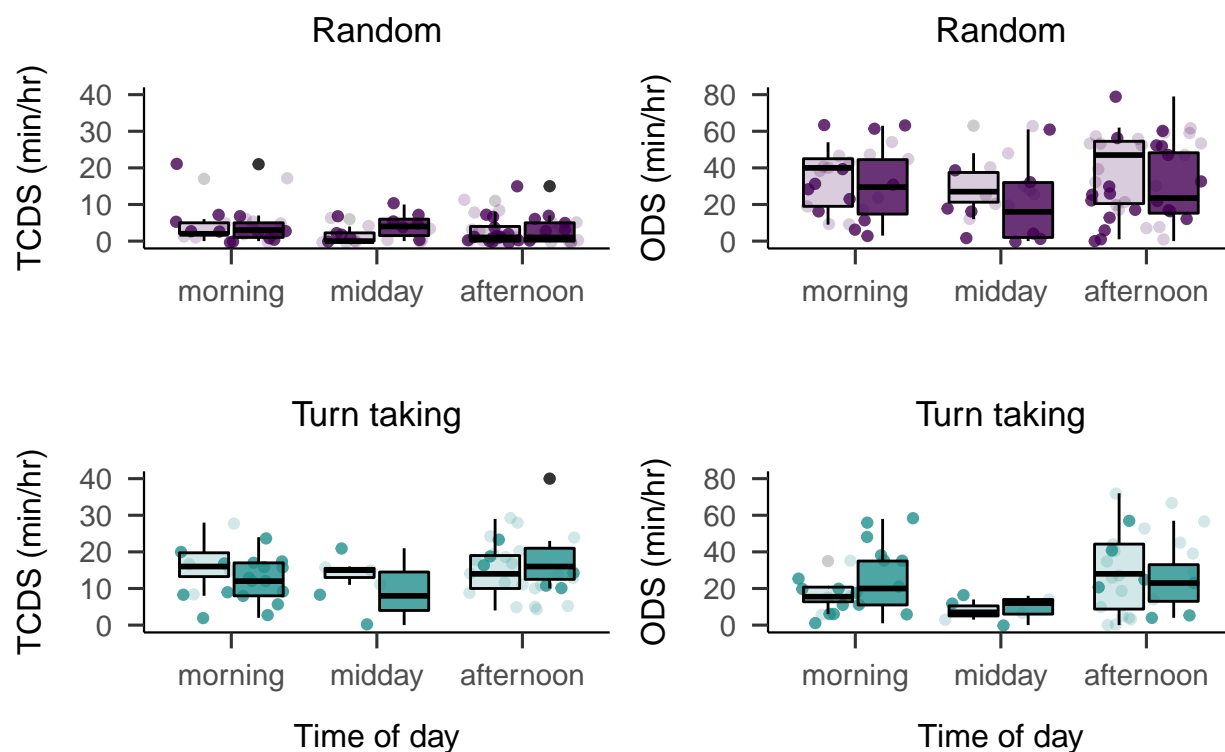 Random
TCDS (min/hr)
40
30
20
10
0
morning midday afternoon
Random
ODS (min/hr)
80
60
40
20
0
morning midday afternoon
Turn taking
TCDS (min/hr)
40
30
20
10
0
morning midday afternoon
Time of day
Turn taking
ODS (min/hr)
80
60
40
20
0
morning midday afternoon
Time of day